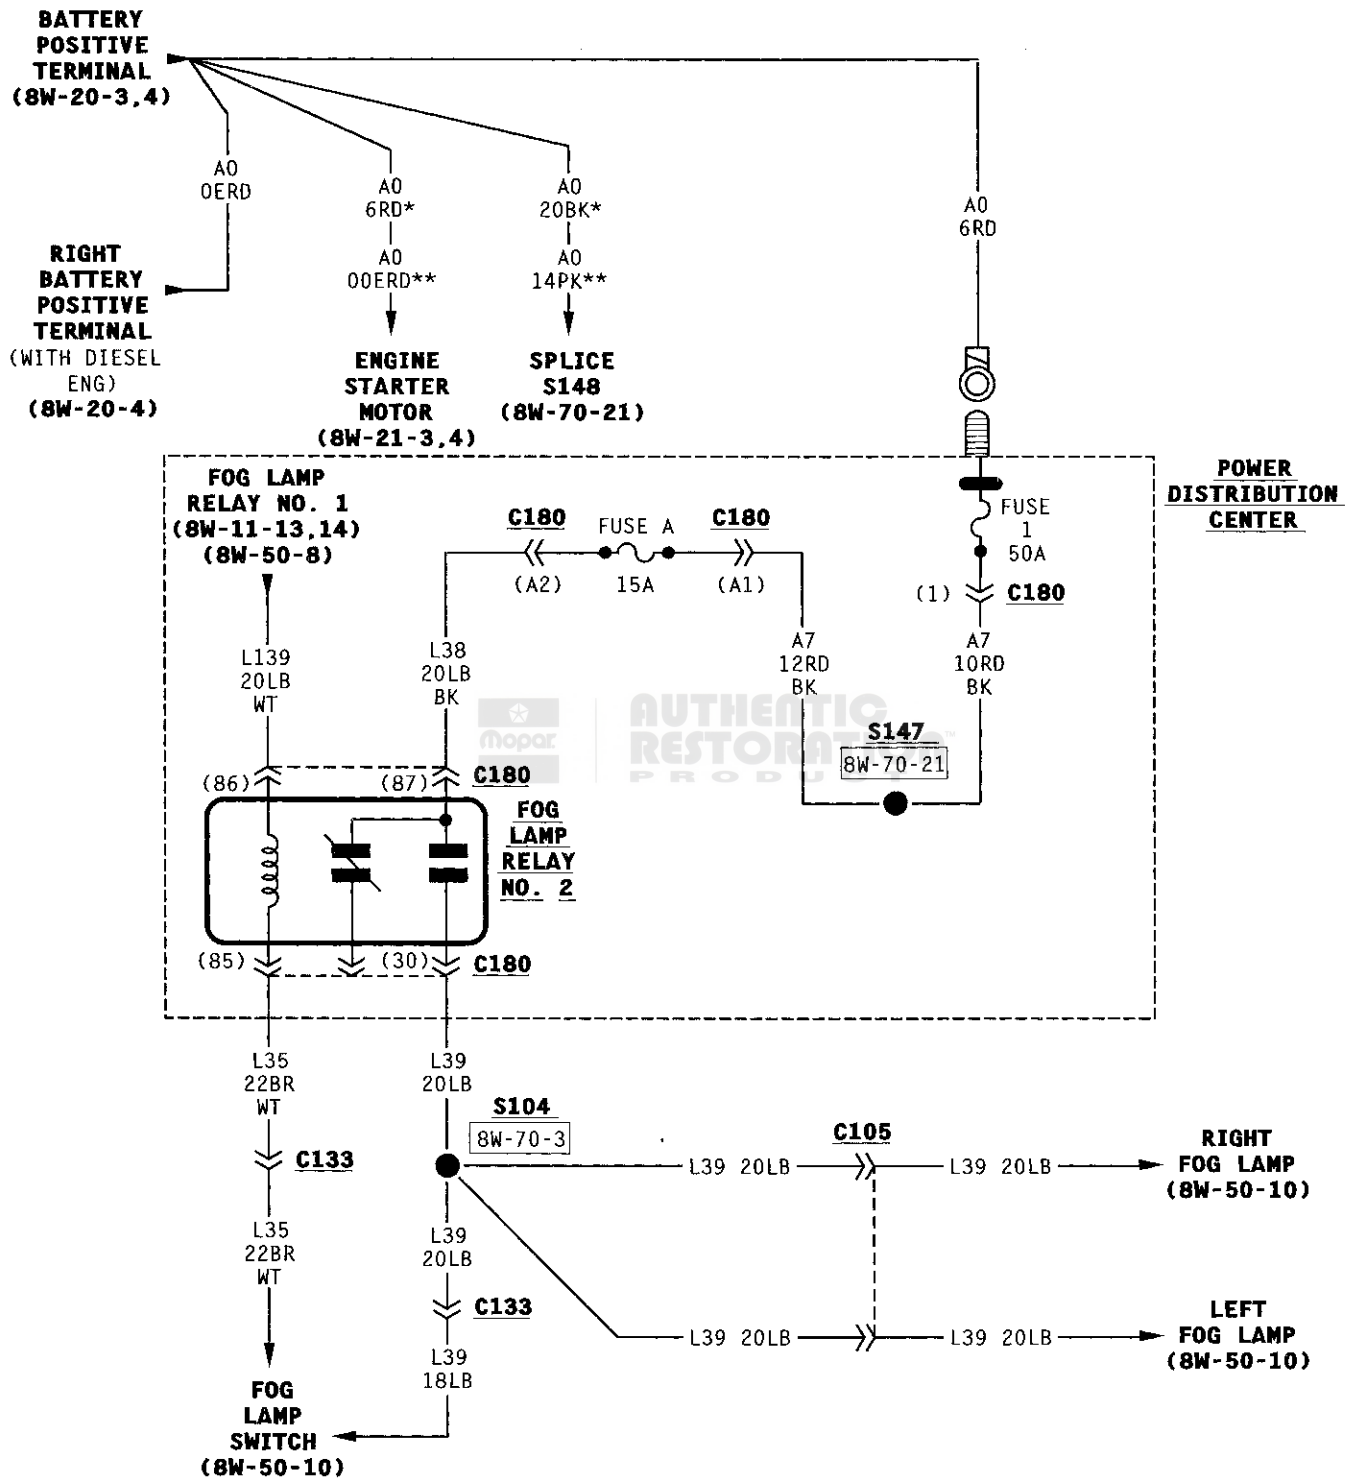 BATTERY
POSITIVE
TERMINAL
(8W-20-3,4)
A0
0ERD
A0
6RD*
A0
20BK*
A0
6RD
A0
00ERD**
A0
14PK**
RIGHT
BATTERY
POSITIVE
TERMINAL
(WITH DIESEL
ENG)
(8W-20-4)
ENGINE
STARTER
MOTOR
(8W-21-3,4)
SPLICE
S148
(8W-70-21)
POWER
DISTRIBUTION
CENTER
FOG LAMP
RELAY NO. 1
(8W-11-13,14)
(8W-50-8)
C180
FUSE A
C180
(A2)
15A
(A1)
FUSE
1
50A
(1)
C180
L139
20LB
WT
L38
20LB
BK
A7
12RD
BK
A7
10RD
BK
Mopar
AUTHENTIC
RESTORATION™
PRODUCT
S147
8W-70-21
(86)
(87)
C180
FOG
LAMP
RELAY
NO. 2
(85)
(30)
C180
L35
22BR
WT
L39
20LB
S104
8W-70-3
C133
C105
L39 20LB
L39 20LB
RIGHT
FOG LAMP
(8W-50-10)
L35
22BR
WT
L39
20LB
C133
L39 20LB
L39 20LB
LEFT
FOG LAMP
(8W-50-10)
L39
18LB
FOG
LAMP
SWITCH
(8W-50-10)